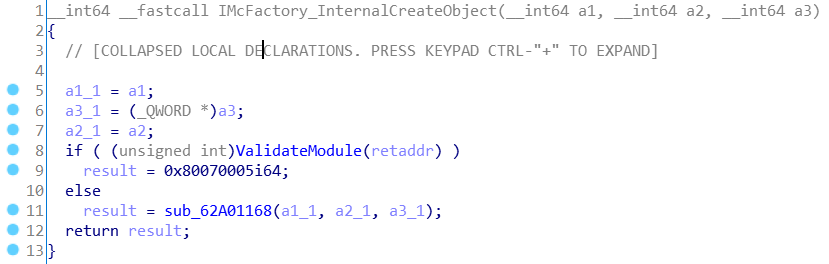 1 __int64 __fastcall IMcFactory_InternalCreateObject(__int64 a1, __int64 a2, __int64 a3)
2 {
3   // [COLLAPSED LOCAL DECLARATIONS. PRESS KEYPAD CTRL-"+" TO EXPAND]
4
5   a1_1 = a1;
6   a3_1 = (_QWORD *)a3;
7   a2_1 = a2;
8   if ( (unsigned int)ValidateModule(retaddr) )
9     result = 0x80070005i64;
10   else
11     result = sub_62A01168(a1_1, a2_1, a3_1);
12   return result;
13 }